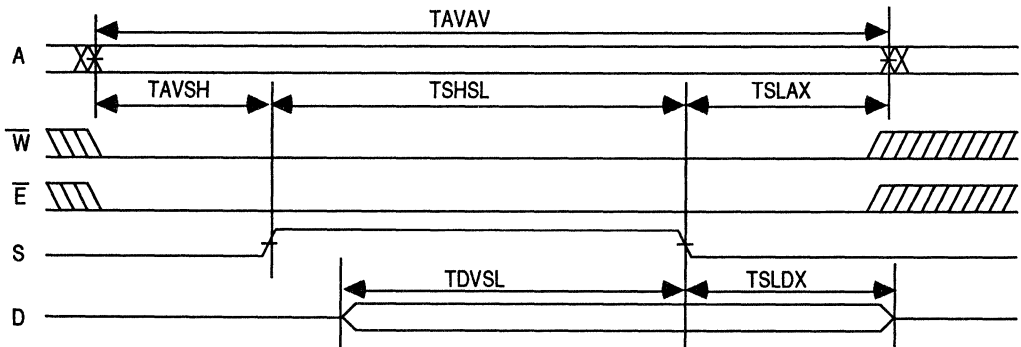 TAVAV
A
TAVSH TSHSL TSLAX
W̅
E̅
S
TDVSL TSLDX
D